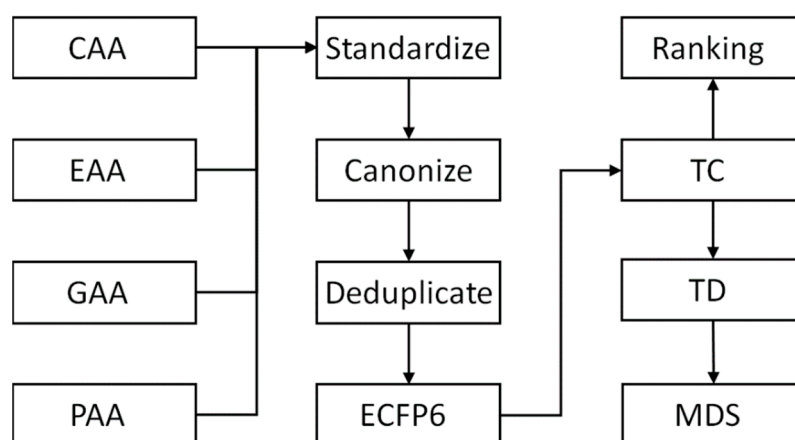 CAA
EAA
GAA
PAA
Standardize
Canonize
Deduplicate
ECFP6
Ranking
TC
TD
MDS